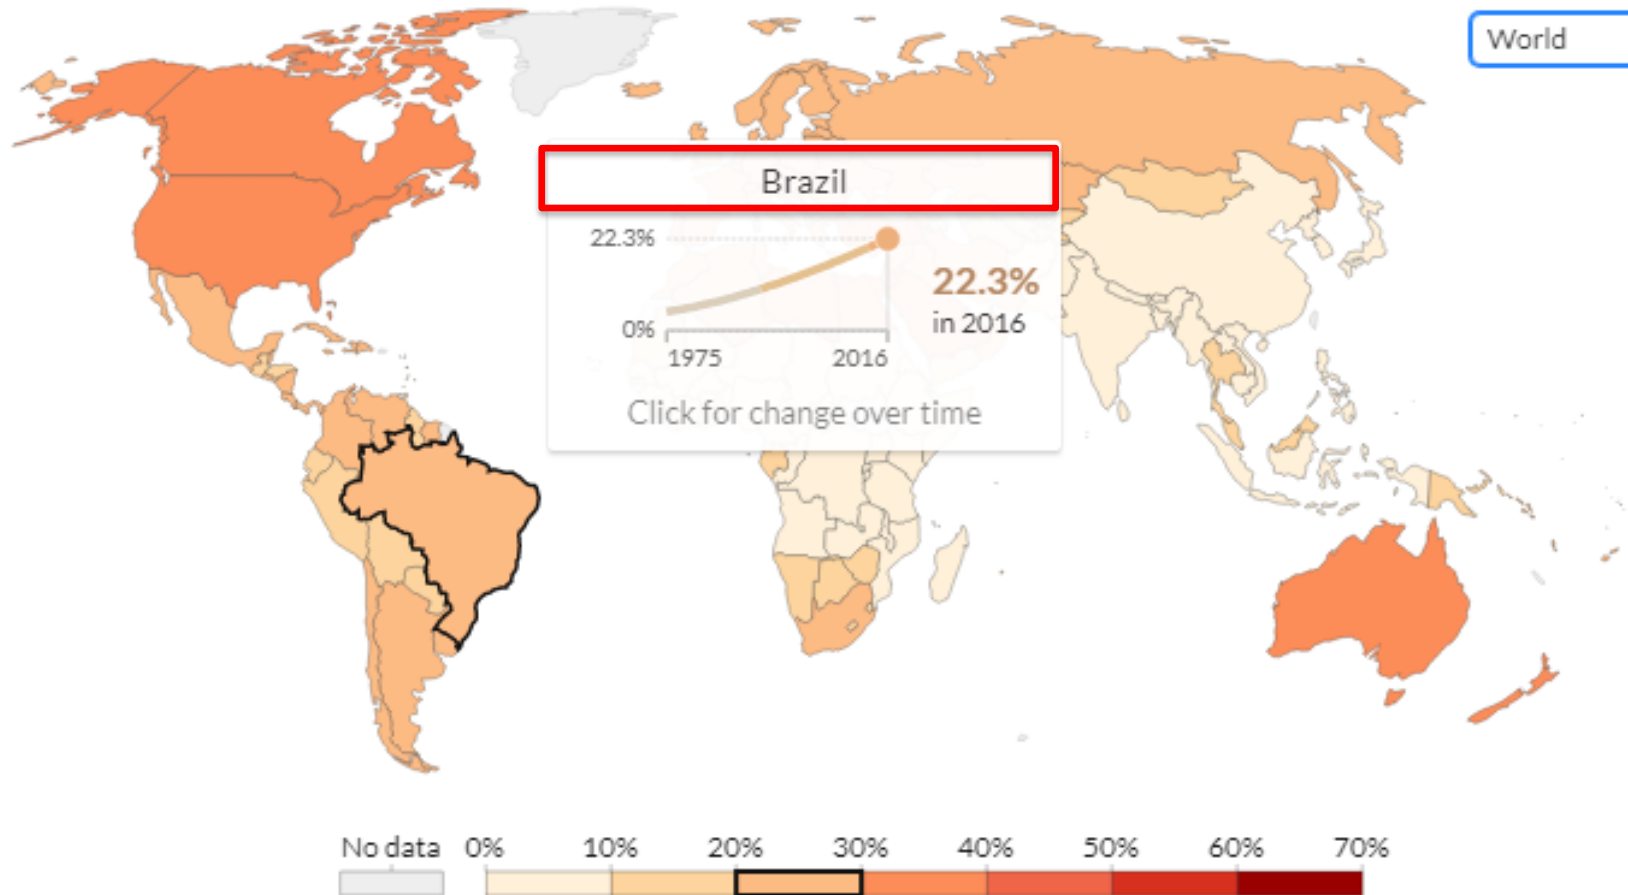 World
Brazil
22.3%
22.3%
in 2016
0%
1975 2016
Click for change over time
No data 0% 10% 20% 30% 40% 50% 60% 70%